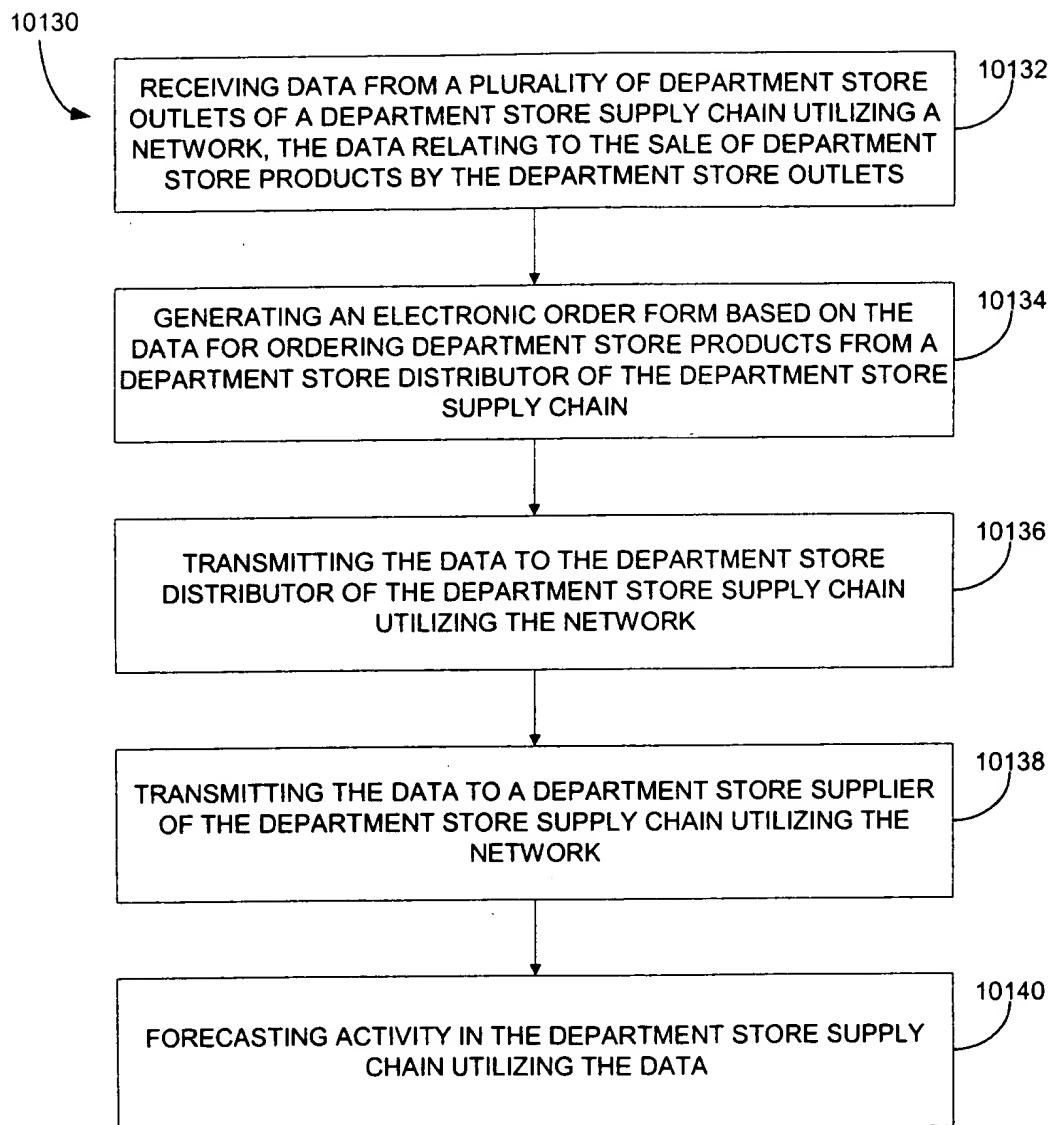 10130
RECEIVING DATA FROM A PLURALITY OF DEPARTMENT STORE
OUTLETS OF A DEPARTMENT STORE SUPPLY CHAIN UTILIZING A
NETWORK, THE DATA RELATING TO THE SALE OF DEPARTMENT
STORE PRODUCTS BY THE DEPARTMENT STORE OUTLETS
10132
GENERATING AN ELECTRONIC ORDER FORM BASED ON THE
DATA FOR ORDERING DEPARTMENT STORE PRODUCTS FROM A
DEPARTMENT STORE DISTRIBUTOR OF THE DEPARTMENT STORE
SUPPLY CHAIN
10134
TRANSMITTING THE DATA TO THE DEPARTMENT STORE
DISTRIBUTOR OF THE DEPARTMENT STORE SUPPLY CHAIN
UTILIZING THE NETWORK
10136
TRANSMITTING THE DATA TO A DEPARTMENT STORE SUPPLIER
OF THE DEPARTMENT STORE SUPPLY CHAIN UTILIZING THE
NETWORK
10138
FORECASTING ACTIVITY IN THE DEPARTMENT STORE SUPPLY
CHAIN UTILIZING THE DATA
10140